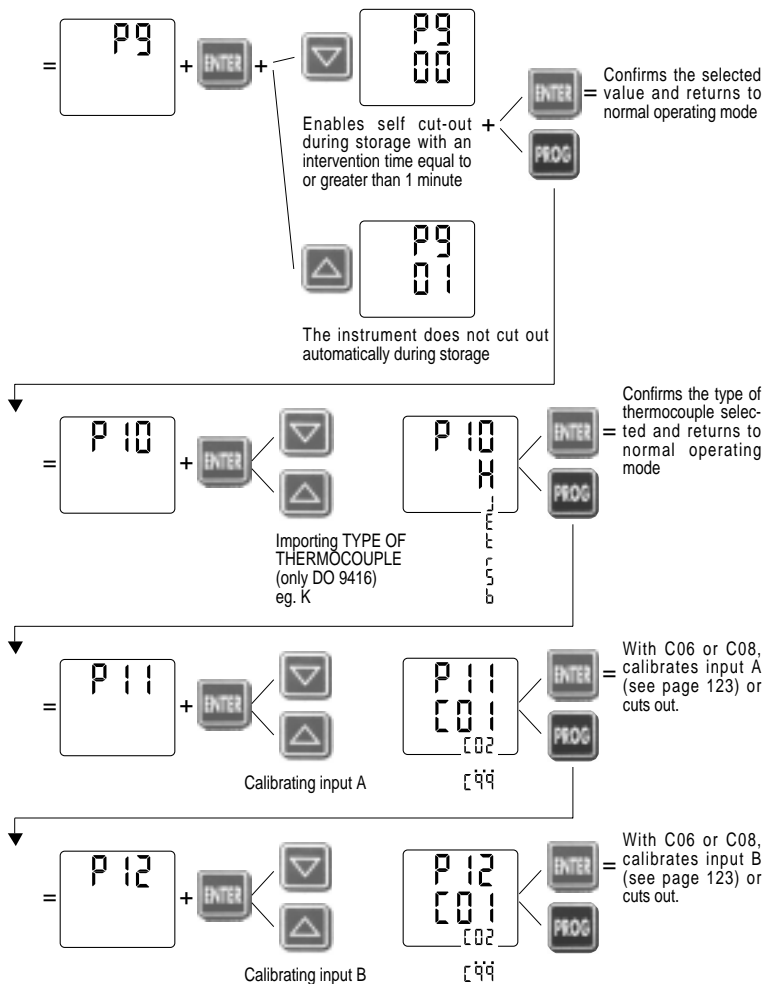 P9
=
+ ENTER +
P9
00
Enables self cut-out
during storage with an
intervention time equal to
or greater than 1 minute
+
ENTER
PROG
=
Confirms the selected
value and returns to
normal operating mode
P9
01
The instrument does not cut out
automatically during storage
=
P10
+ ENTER
Importing TYPE OF
THERMOCOUPLE
(only DO 9416)
eg. K
P10
H
J
E
t
r
S
b
ENTER
PROG
=
Confirms the type of
thermocouple selec-
ted and returns to
normal operating
mode
=
P11
+ ENTER
Calibrating input A
P11
C01
C02
...
C99
ENTER
PROG
=
With C06 or C08,
calibrates input A
(see page 123) or
cuts out.
=
P12
+ ENTER
Calibrating input B
P12
C01
C02
...
C99
ENTER
PROG
=
With C06 or C08,
calibrates input B
(see page 123) or
cuts out.